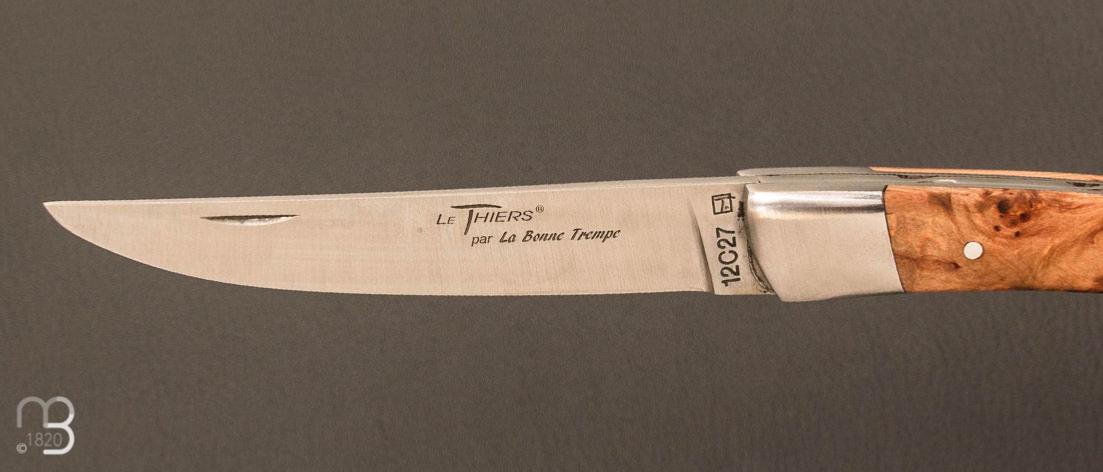 LE THIERS®
par La Bonne Trempe
12C27
©1820